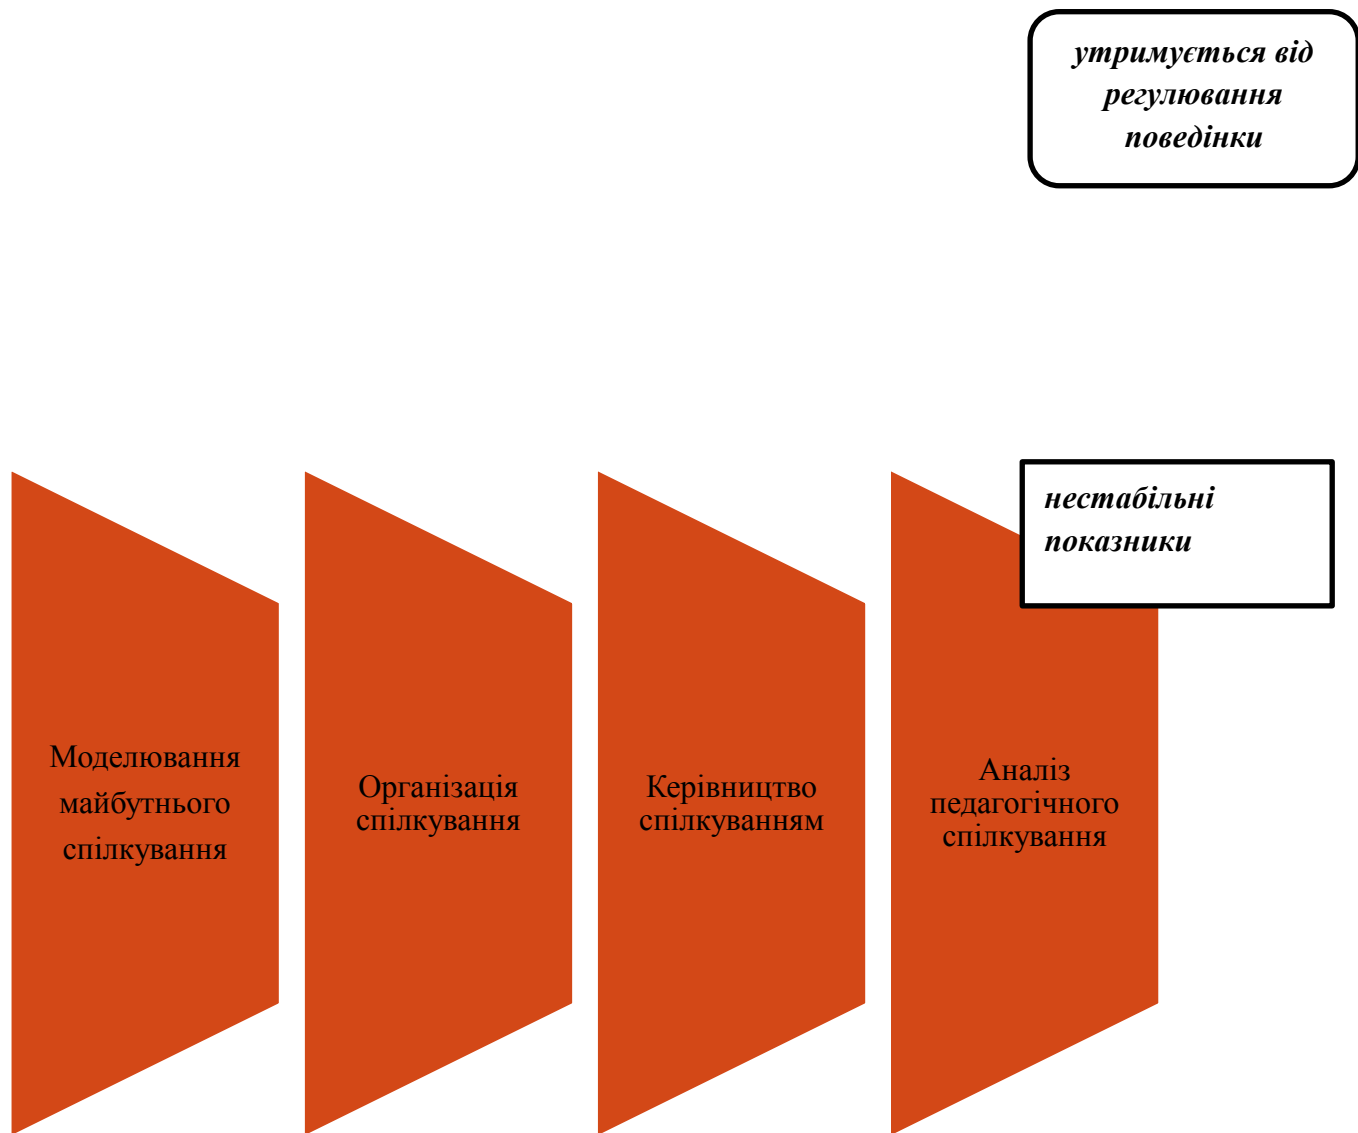 утримується від
регулювання
поведінки
нестабільні
показники
Моделювання
майбутнього
спілкування
Організація
спілкування
Керівництво
спілкуванням
Аналіз
педагогічного
спілкування